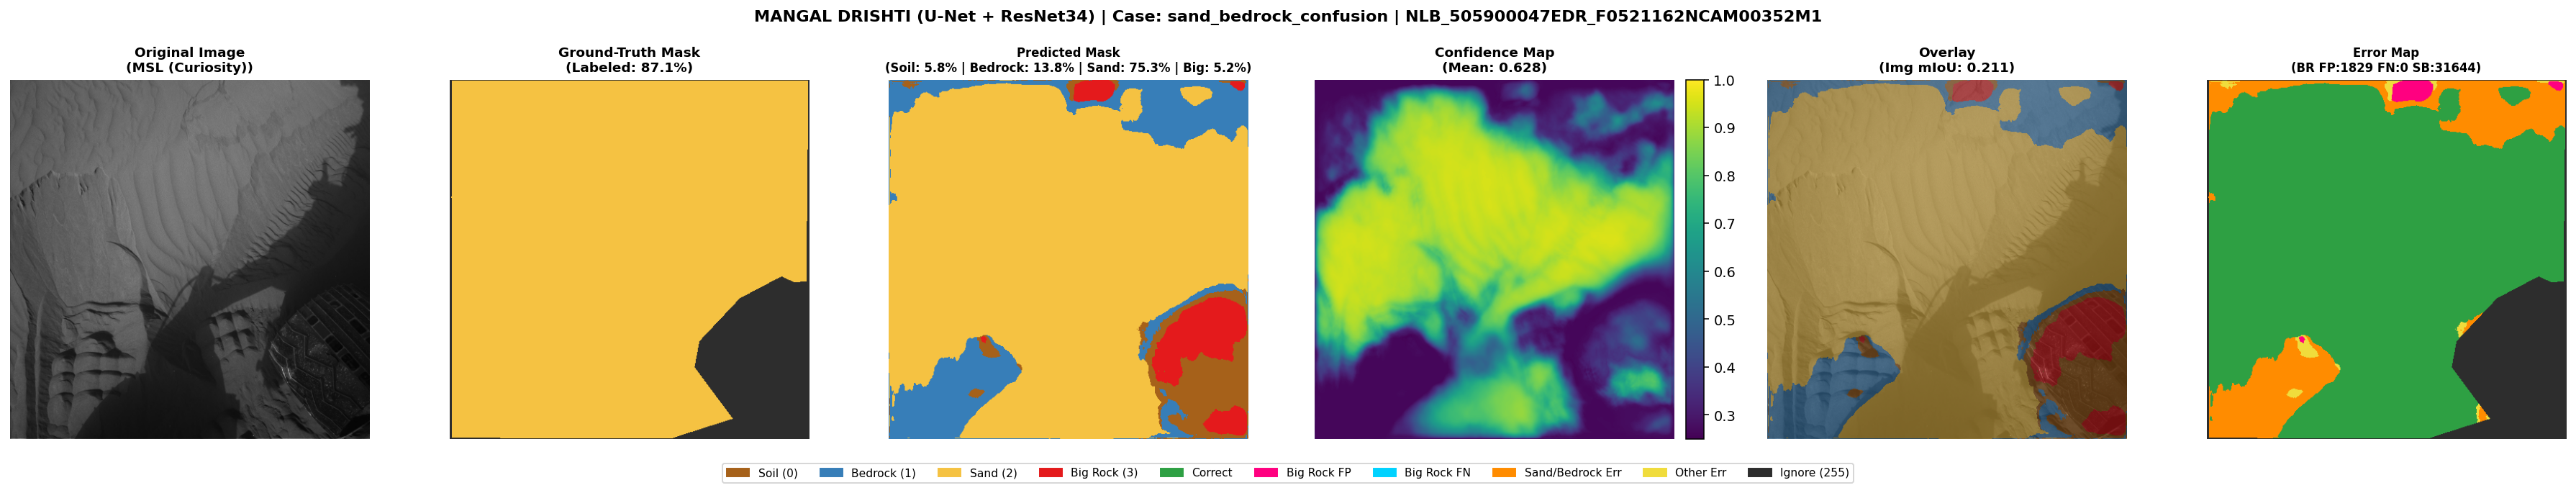 MANGAL DRISHTI (U-Net + ResNet34) | Case: sand_bedrock_confusion | NLB_505900047EDR_F0521162NCAM00352M1
Original Image
(MSL (Curiosity))
Ground-Truth Mask
(Labeled: 87.1%)
Predicted Mask
(Soil: 5.8% | Bedrock: 13.8% | Sand: 75.3% | Big: 5.2%)
Confidence Map
(Mean: 0.628)
Overlay
(Img mIoU: 0.211)
Error Map
(BR FP:1829 FN:0 SB:31644)
1.0
0.9
0.8
0.7
0.6
0.5
0.4
0.3
Soil (0)
Bedrock (1)
Sand (2)
Big Rock (3)
Correct
Big Rock FP
Big Rock FN
Sand/Bedrock Err
Other Err
Ignore (255)